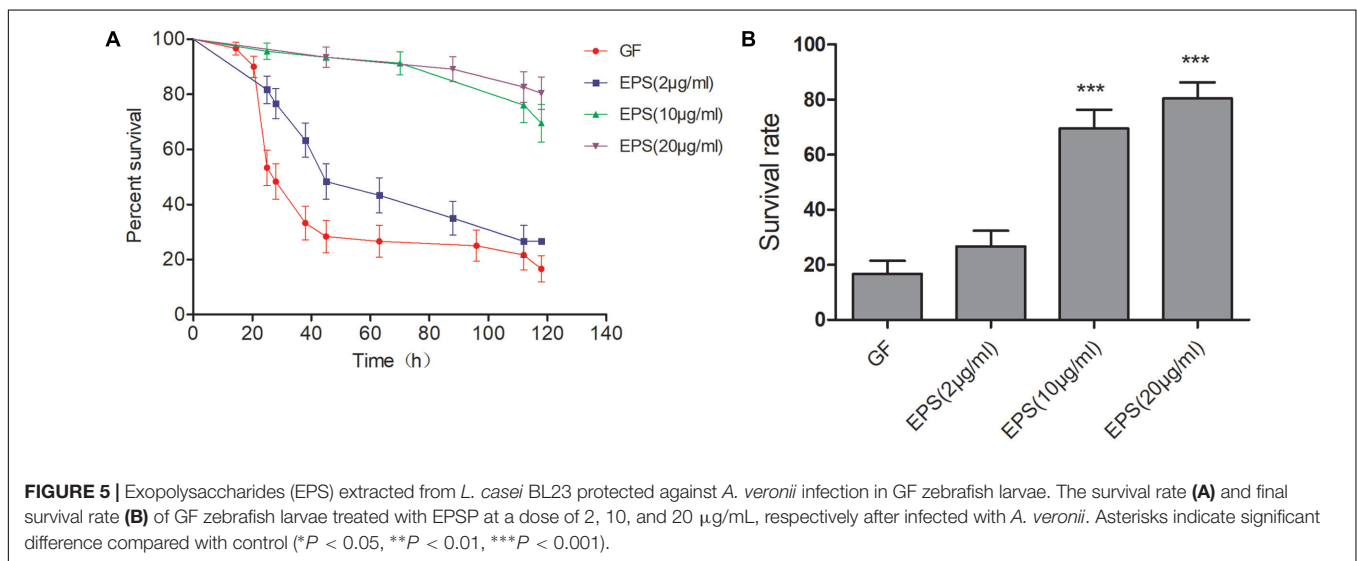 A
Percent survival
100
80
60
40
20
0
0 20 40 60 80 100 120 140
Time （h）
GF
EPS(2μg/ml)
EPS(10μg/ml)
EPS(20μg/ml)
B
Survival rate
100
80
60
40
20
0
***
***
GF
EPS(2μg/ml)
EPS(10μg/ml)
EPS(20μg/ml)
FIGURE 5 | Exopolysaccharides (EPS) extracted from L. casei BL23 protected against A. veronii infection in GF zebrafish larvae. The survival rate (A) and final
survival rate (B) of GF zebrafish larvae treated with EPSP at a dose of 2, 10, and 20 μg/mL, respectively after infected with A. veronii. Asterisks indicate significant
difference compared with control (*P < 0.05, **P < 0.01, ***P < 0.001).